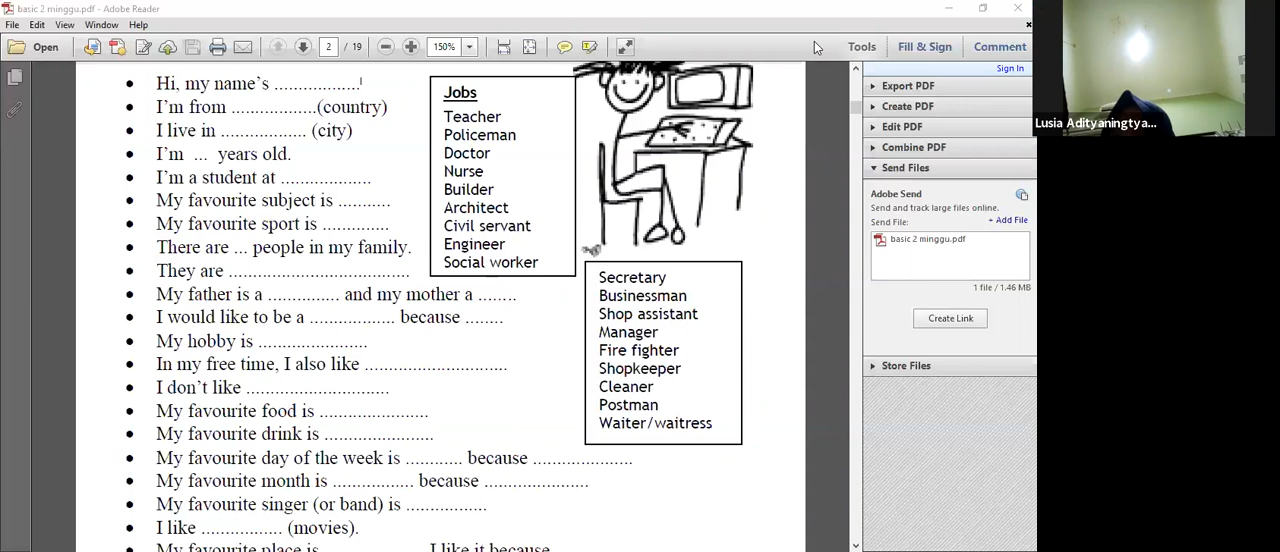 basic 2 minggu.pdf - Adobe Reader
File Edit View Window Help
Open 2 / 19 150% Tools Fill & Sign Comment
Sign In
Export PDF
Create PDF
Edit PDF
Combine PDF
Send Files
Adobe Send
Send and track large files online.
Send File: + Add File
basic 2 minggu.pdf
1 file / 1.46 MB
Create Link
Store Files
Lusia Adityaningtya...
• Hi, my name's ..................
• I'm from ................(country)
• I live in ................ (city)
• I'm ... years old.
• I'm a student at .................
• My favourite subject is ..........
• My favourite sport is .............
• There are ... people in my family.
• They are ...................................
• My father is a .............. and my mother a ........
• I would like to be a ................. because ........
• My hobby is .....................
• In my free time, I also like ............................
• I don't like ............................
• My favourite food is .....................
• My favourite drink is .....................
• My favourite day of the week is ........... because ....................
• My favourite month is ................ because .....................
• My favourite singer (or band) is ................
• I like ................ (movies).
• My favourite place is I like it because
Jobs
Teacher
Policeman
Doctor
Nurse
Builder
Architect
Civil servant
Engineer
Social worker
Secretary
Businessman
Shop assistant
Manager
Fire fighter
Shopkeeper
Cleaner
Postman
Waiter/waitress